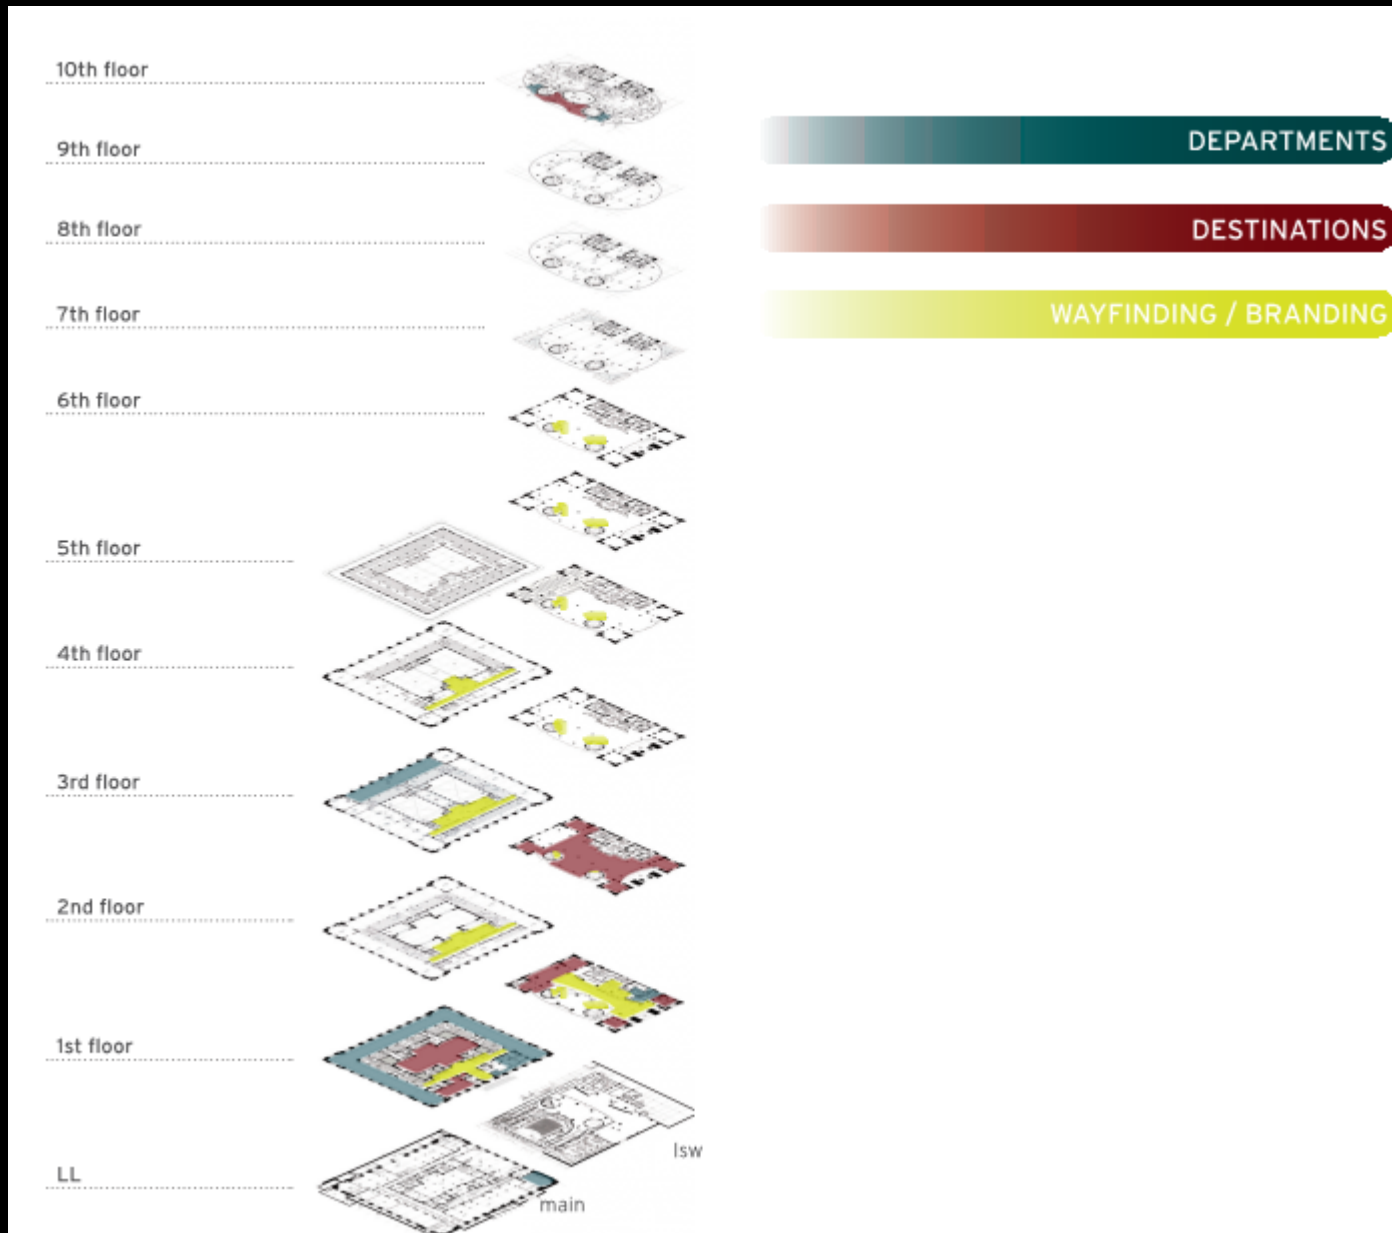 10th floor
DEPARTMENTS
9th floor
DESTINATIONS
8th floor
WAYFINDING / BRANDING
7th floor
6th floor
5th floor
4th floor
3rd floor
2nd floor
1st floor
lsw
LL
main